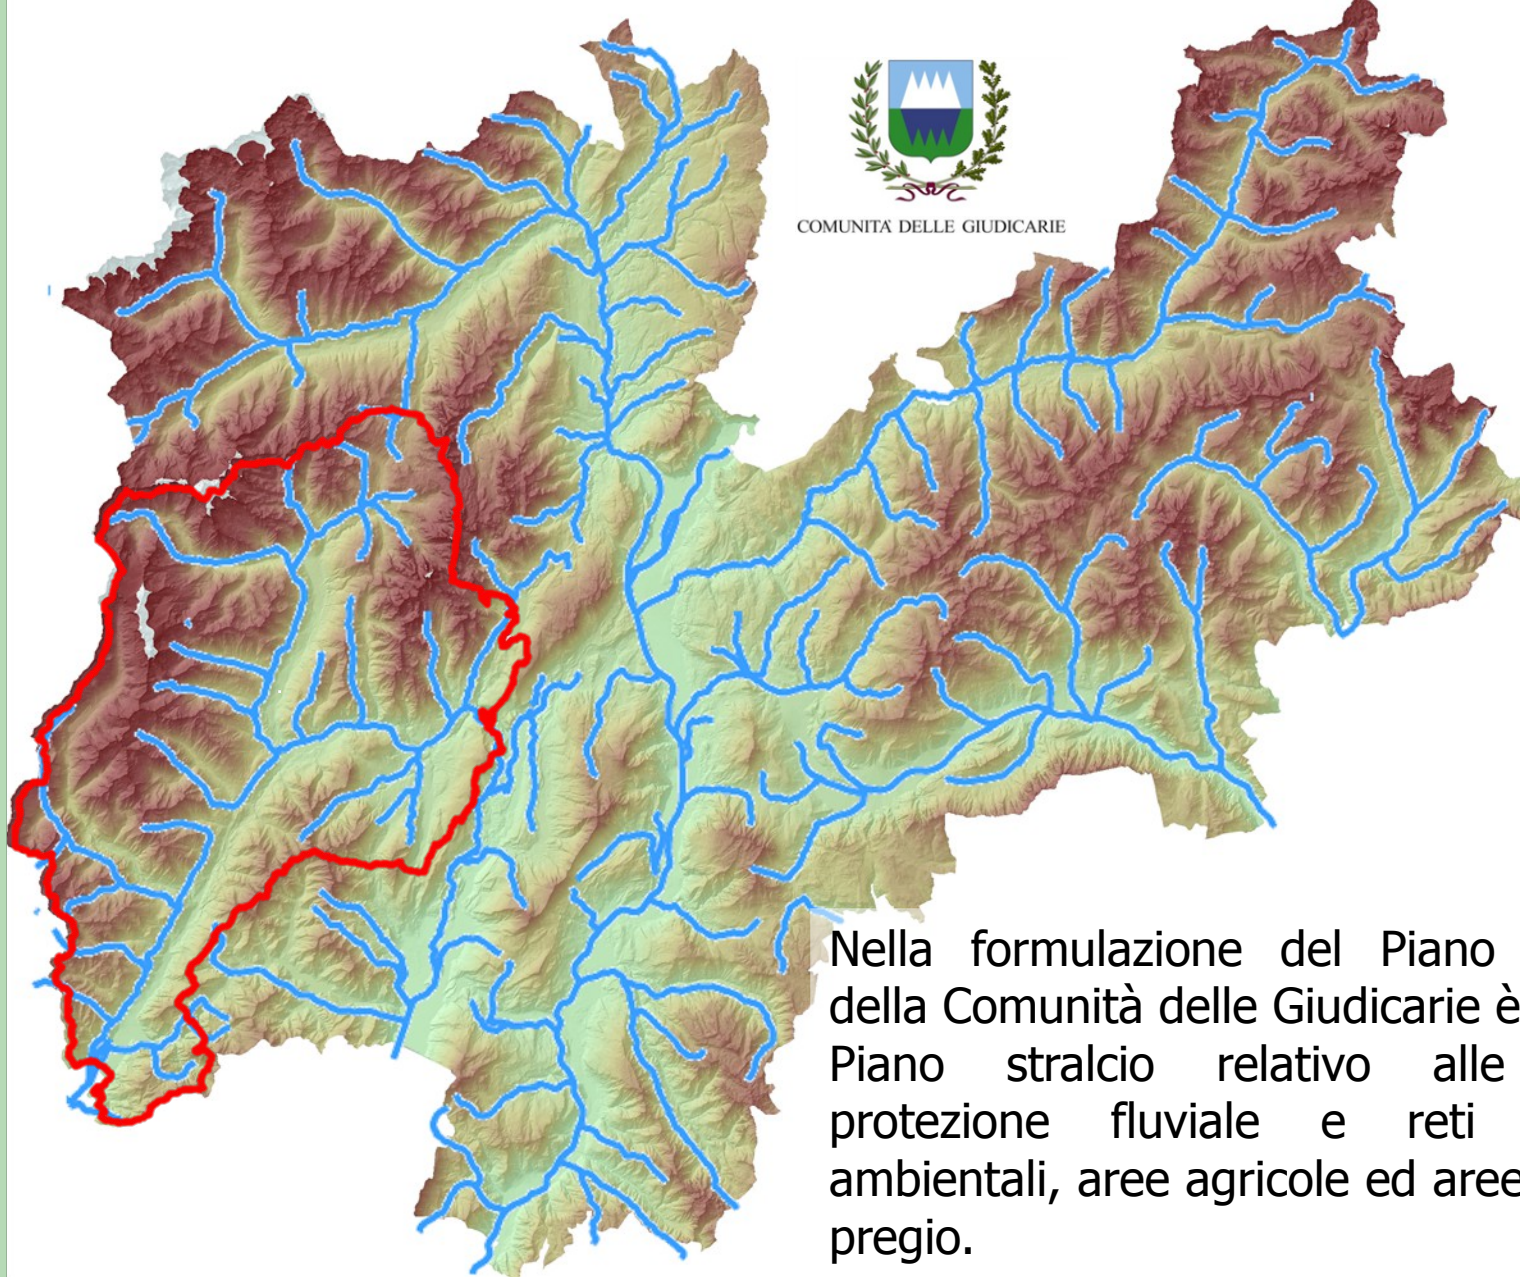 COMUNITÀ DELLE GIUDICARIE
Nella formulazione del Piano
della Comunità delle Giudicarie è
Piano stralcio relativo alle
protezione fluviale e reti
ambientali, aree agricole ed aree
pregio.